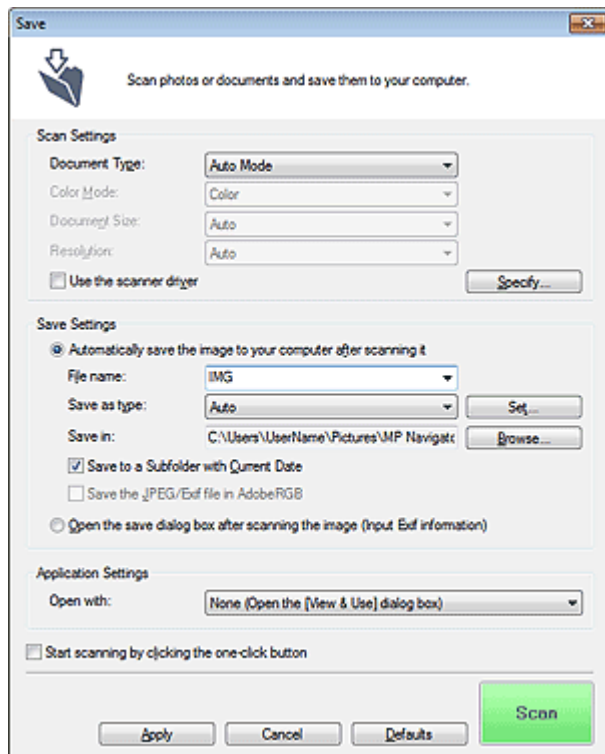 Save
Scan photos or documents and save them to your computer.
Scan Settings
Document Type: Auto Mode
Color Mode: Color
Document Size: Auto
Resolution: Auto
Use the scanner driver Specify...
Save Settings
Automatically save the image to your computer after scanning it
File name: IMG
Save as type: Auto Set...
Save in: C:\Users\UserName\Pictures\MP Navigato Browse...
Save to a Subfolder with Current Date
Save the JPEG/Exif file in AdobeRGB
Open the save dialog box after scanning the image (Input Exif information)
Application Settings
Open with: None (Open the [View & Use] dialog box)
Start scanning by clicking the one-click button
Scan
Apply Cancel Defaults